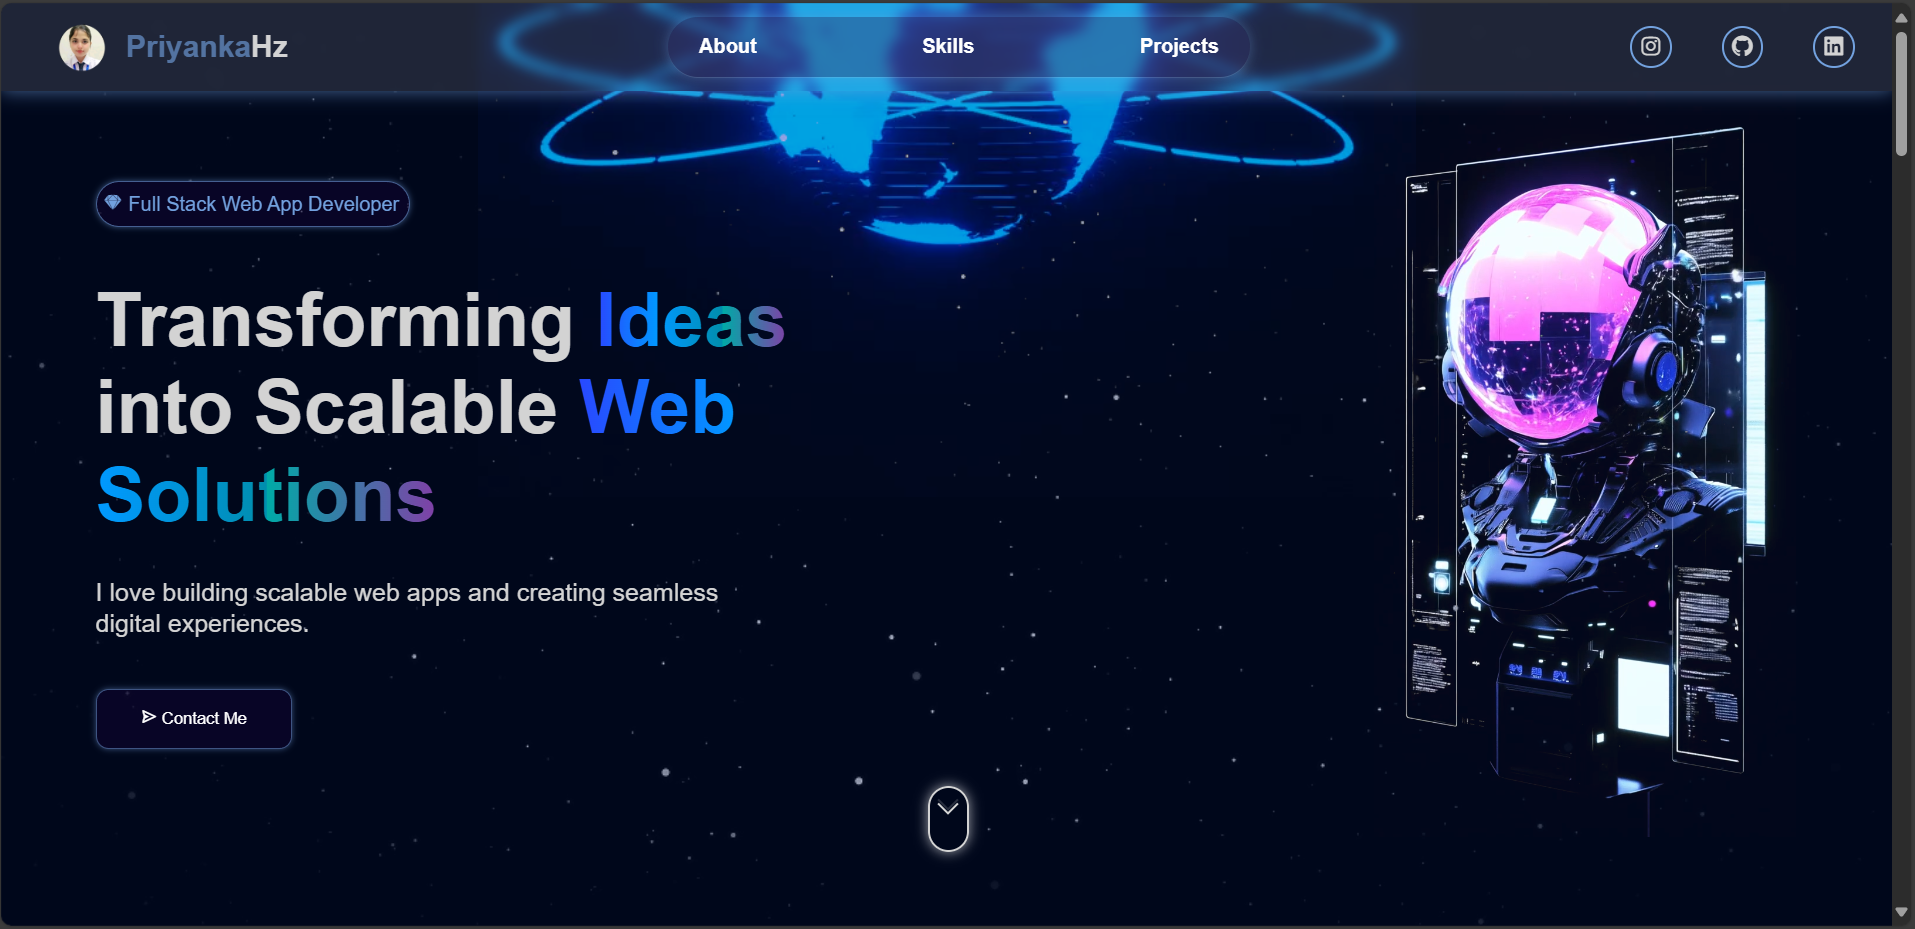 PriyankaHz
About
Skills
Projects
Full Stack Web App Developer
Transforming Ideas
into Scalable Web
Solutions
I love building scalable web apps and creating seamless
digital experiences.
Contact Me